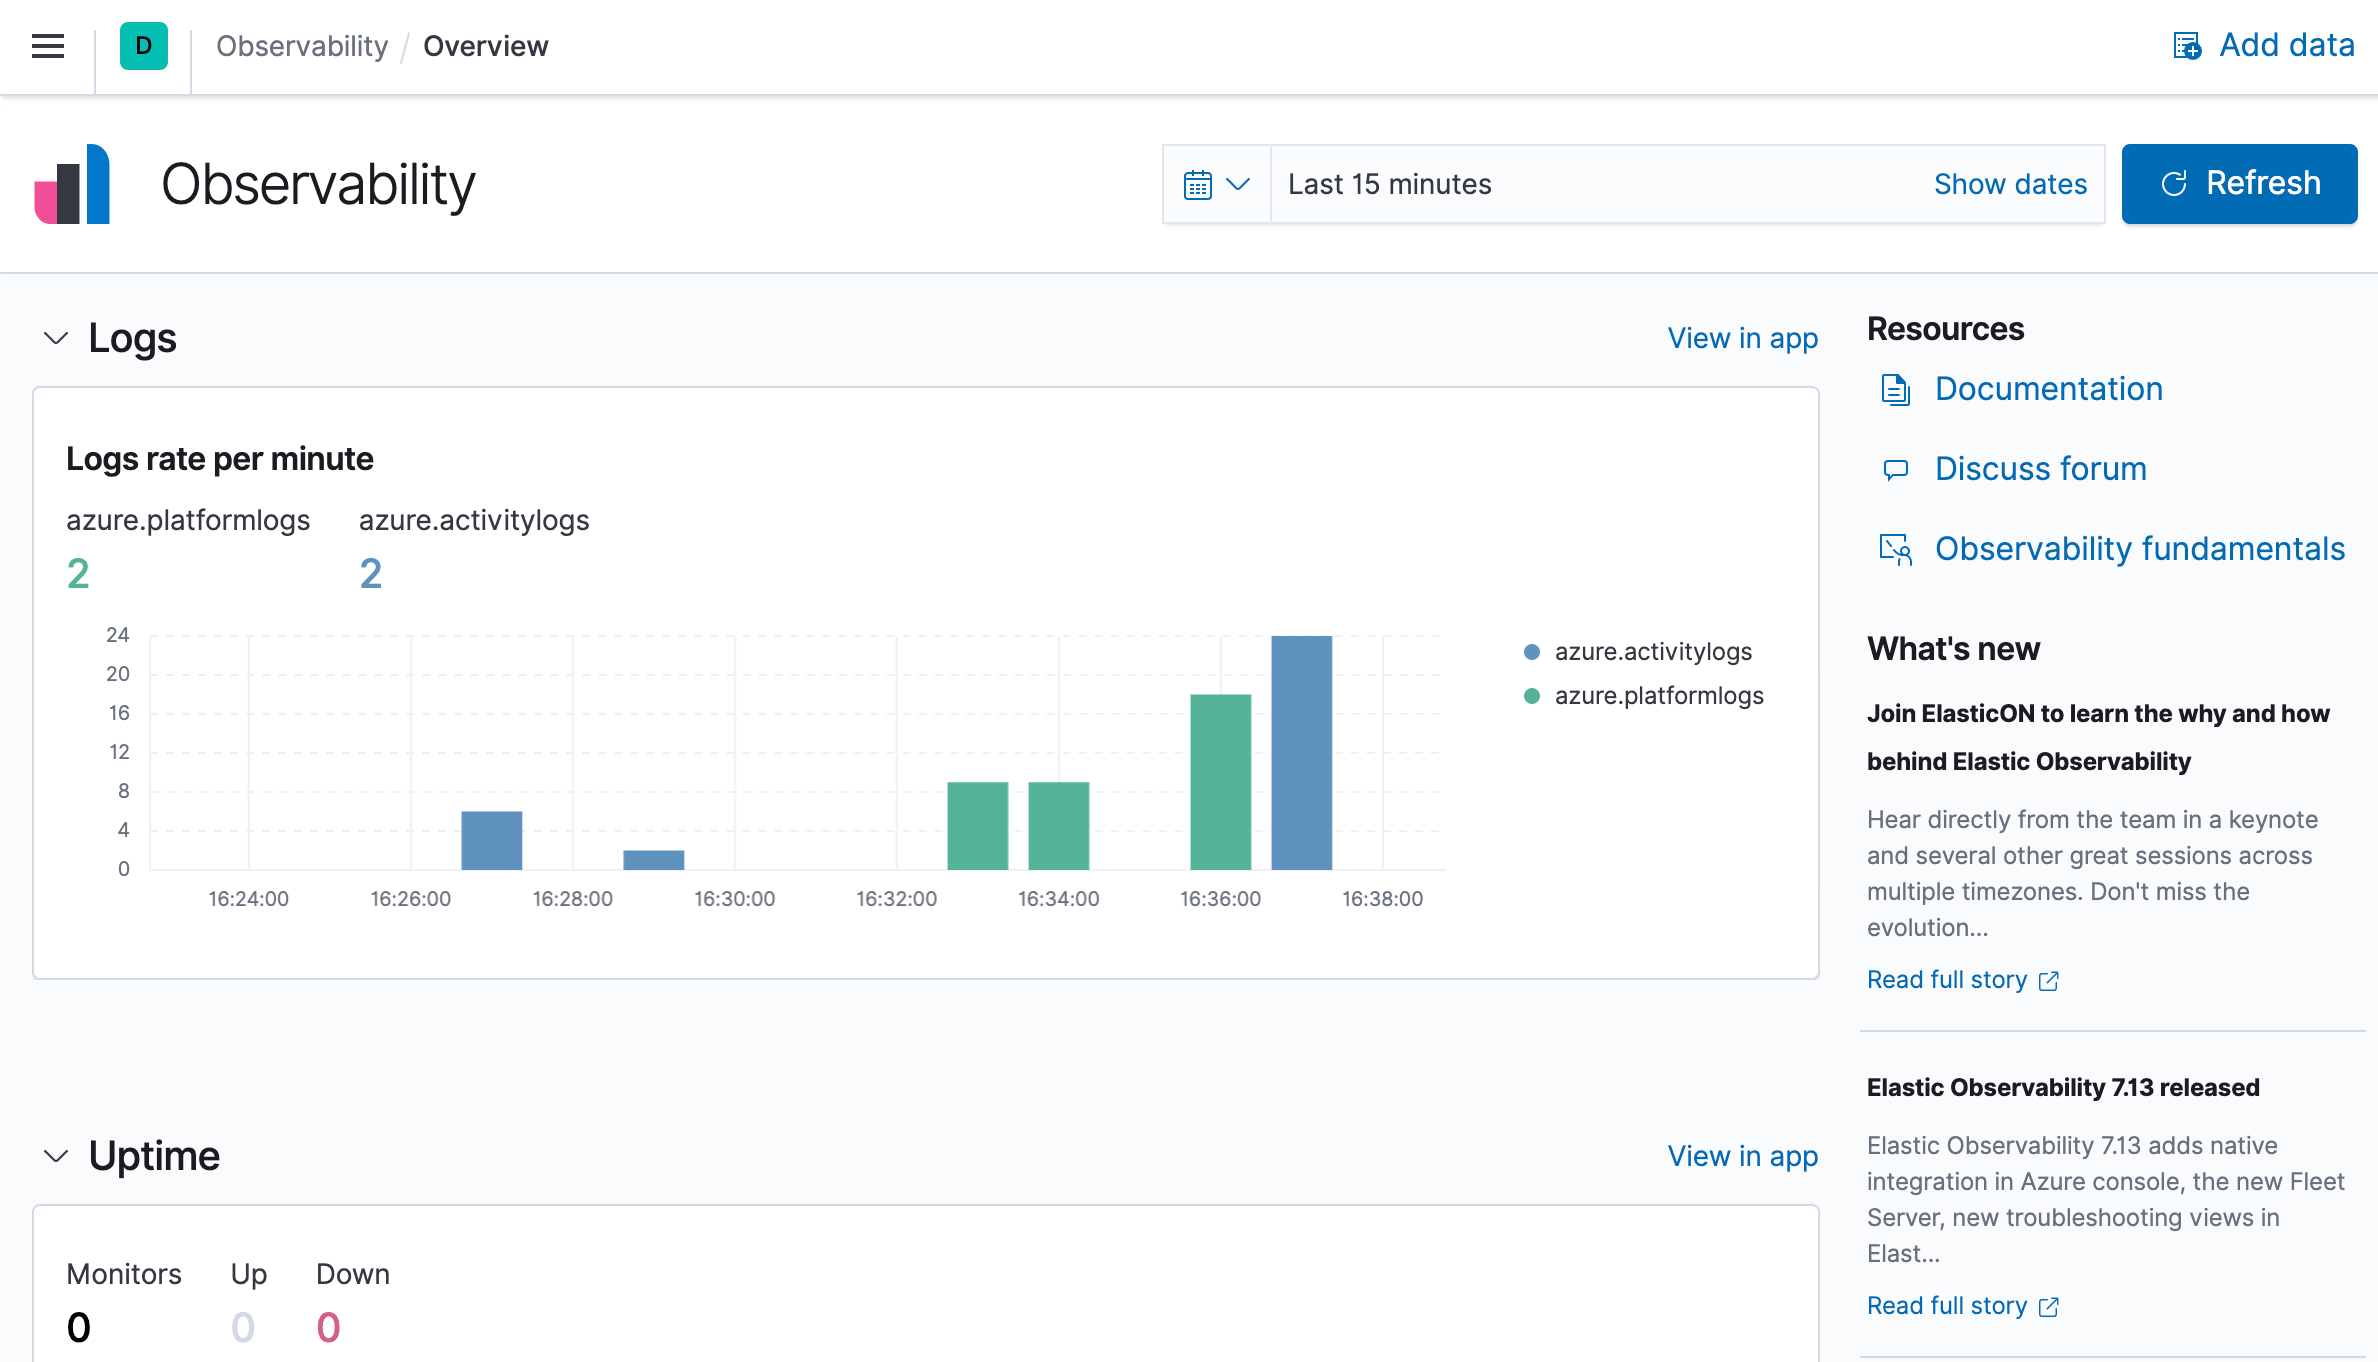 D
Observability / Overview
Add data
Observability
Last 15 minutes
Show dates
Refresh
Logs
View in app
Logs rate per minute
azure.platformlogs azure.activitylogs
2 2
24
20
16
12
8
4
0
16:24:00 16:26:00 16:28:00 16:30:00 16:32:00 16:34:00 16:36:00 16:38:00
azure.activitylogs
azure.platformlogs
Uptime
View in app
Monitors Up Down
0 0 0
Resources
Documentation
Discuss forum
Observability fundamentals
What's new
Join ElasticON to learn the why and how
behind Elastic Observability
Hear directly from the team in a keynote
and several other great sessions across
multiple timezones. Don't miss the
evolution...
Read full story
Elastic Observability 7.13 released
Elastic Observability 7.13 adds native
integration in Azure console, the new Fleet
Server, new troubleshooting views in
Elast...
Read full story